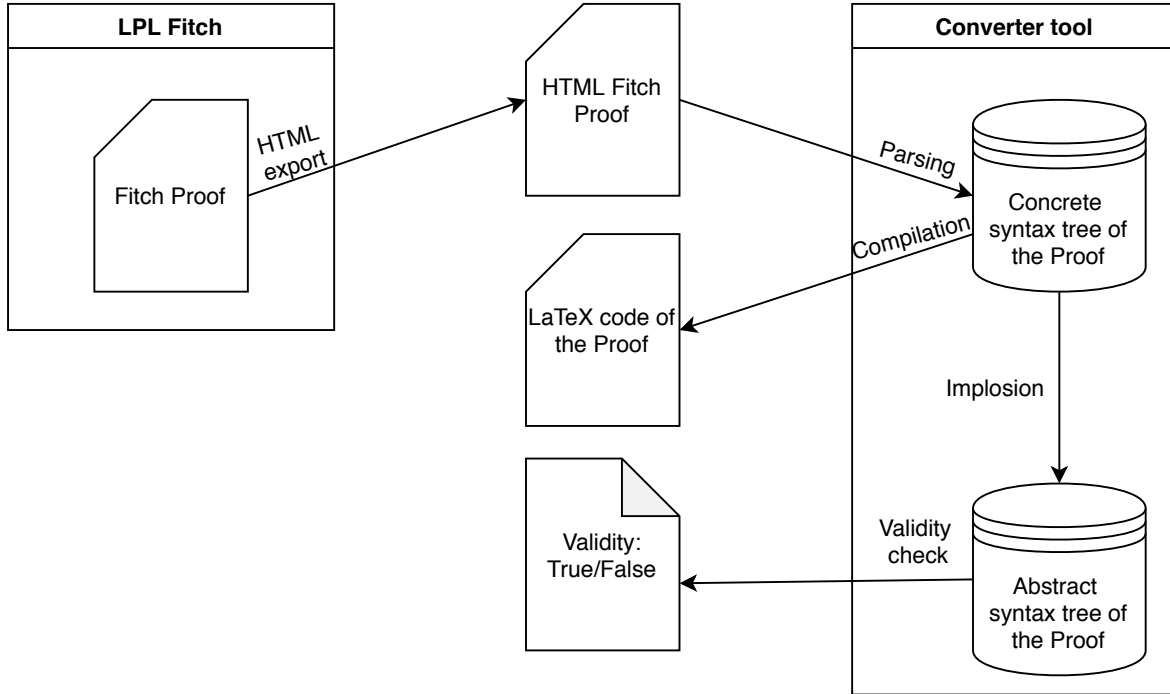 LPL Fitch
Fitch Proof
HTML
export
HTML Fitch
Proof
Converter tool
Parsing
Concrete
syntax tree of
the Proof
Compilation
LaTeX code of
the Proof
Implosion
Validity
check
Validity:
True/False
Abstract
syntax tree of
the Proof